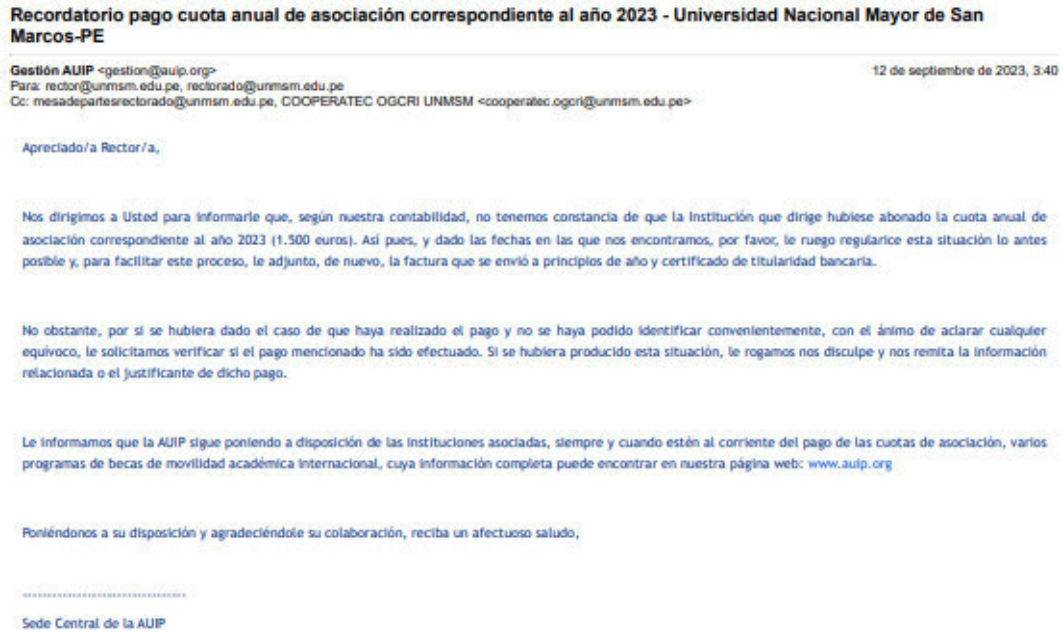 Recordatorio pago cuota anual de asociación correspondiente al año 2023 - Universidad Nacional Mayor de San
Marcos-PE
Gestión AUIP <gestion@auip.org>
12 de septiembre de 2023, 3:40
Para: rector@unmsm.edu.pe, rectorado@unmsm.edu.pe
Cc: mesadepartesrectorado@unmsm.edu.pe, COOPERATEC OGCRI UNMSM <cooperatec.ogcri@unmsm.edu.pe>
Apreciado/a Rector/a,
Nos dirigimos a Usted para informarle que, según nuestra contabilidad, no tenemos constancia de que la Institución que dirige hubiese abonado la cuota anual de
asociación correspondiente al año 2023 (1.500 euros). Así pues, y dado las fechas en las que nos encontramos, por favor, le ruego regularice esta situación lo antes
posible y, para facilitar este proceso, le adjunto, de nuevo, la factura que se envió a principios de año y certificado de titularidad bancaria.
No obstante, por si se hubiera dado el caso de que haya realizado el pago y no se haya podido identificar convenientemente, con el ánimo de aclarar cualquier
equívoco, le solicitamos verificar si el pago mencionado ha sido efectuado. Si se hubiera producido esta situación, le rogamos nos disculpe y nos remita la información
relacionada o el justificante de dicho pago.
Le informamos que la AUIP sigue poniendo a disposición de las instituciones asociadas, siempre y cuando estén al corriente del pago de las cuotas de asociación, varios
programas de becas de movilidad académica internacional, cuya información completa puede encontrar en nuestra página web: www.auip.org
Poniéndonos a su disposición y agradeciéndole su colaboración, reciba un afectuoso saludo,
---------------------------------
Sede Central de la AUIP